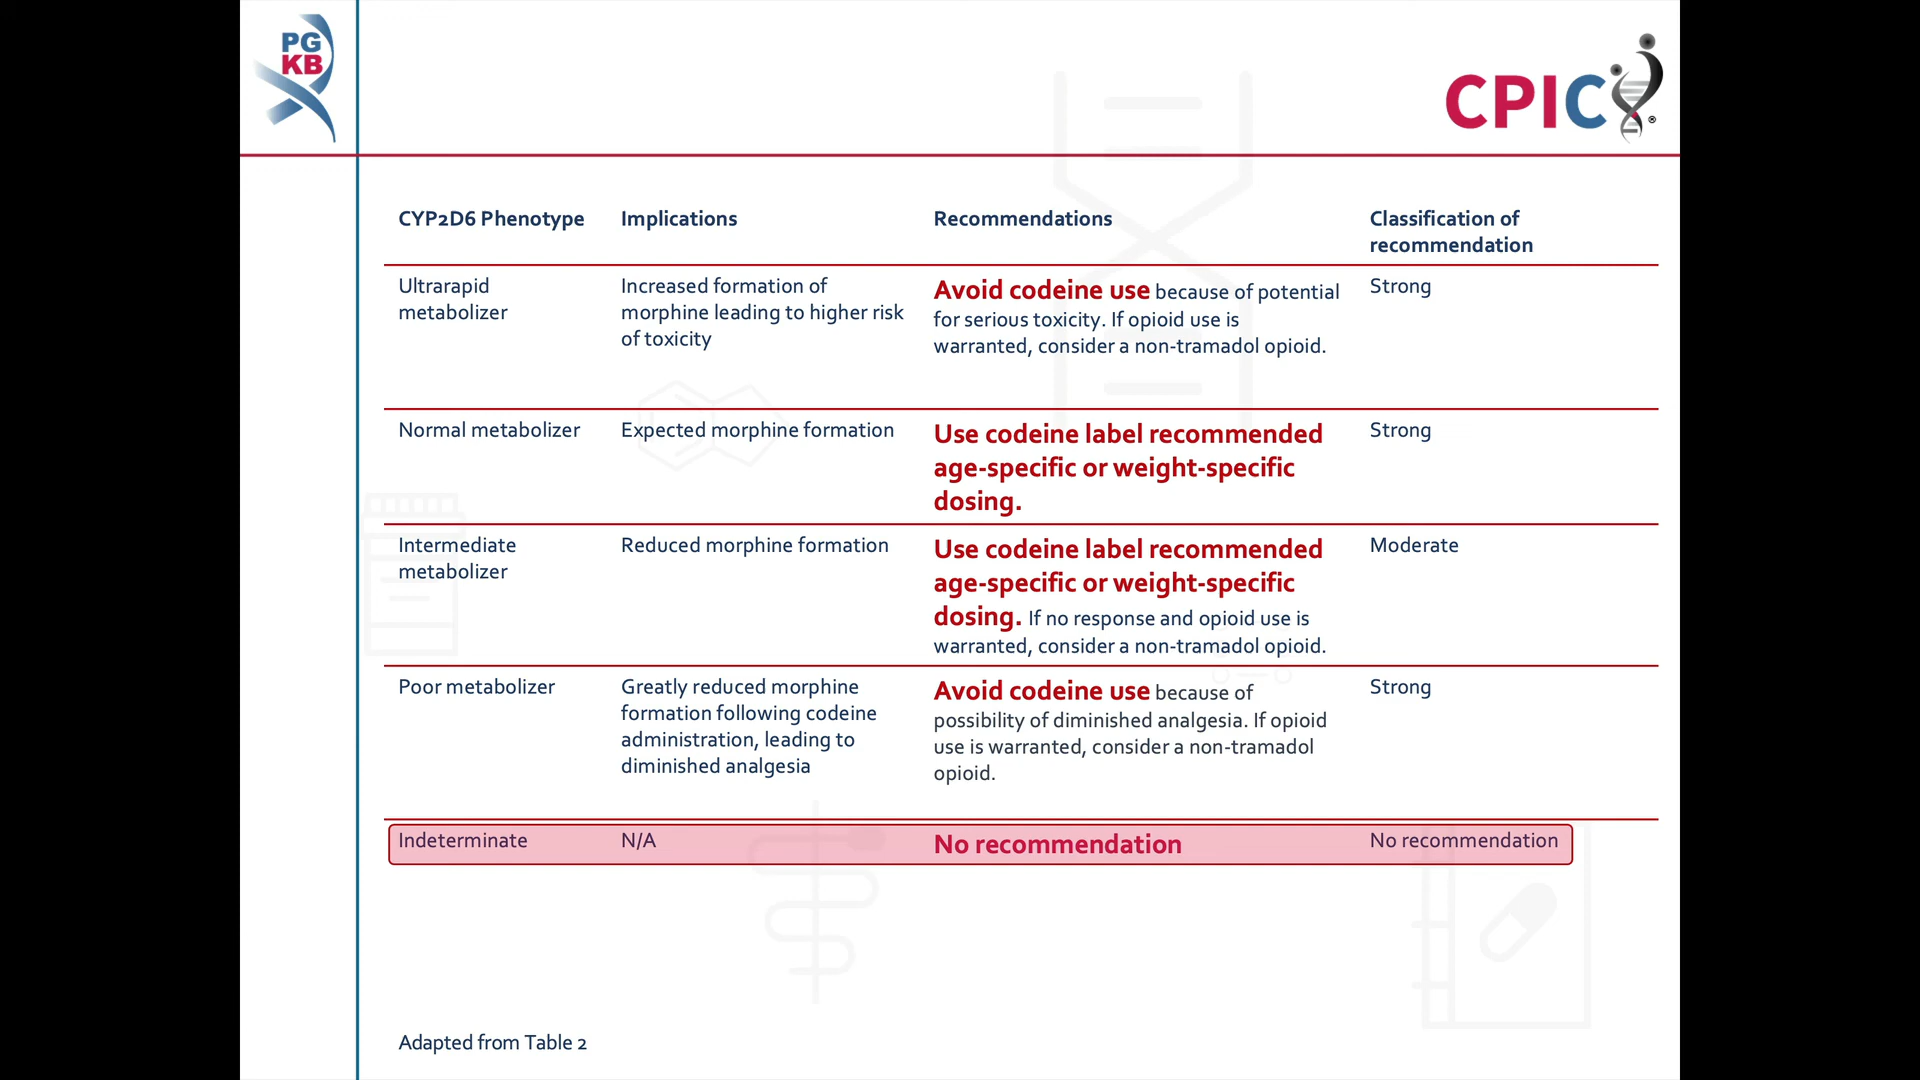 PG
KB
CPIC®
CYP2D6 Phenotype
Implications
Recommendations
Classification of
recommendation
Ultrarapid
metabolizer
Increased formation of
morphine leading to higher risk
of toxicity
Avoid codeine use because of potential
for serious toxicity. If opioid use is
warranted, consider a non-tramadol opioid.
Strong
Normal metabolizer
Expected morphine formation
Use codeine label recommended
age-specific or weight-specific
dosing.
Strong
Intermediate
metabolizer
Reduced morphine formation
Use codeine label recommended
age-specific or weight-specific
dosing. If no response and opioid use is
warranted, consider a non-tramadol opioid.
Moderate
Poor metabolizer
Greatly reduced morphine
formation following codeine
administration, leading to
diminished analgesia
Avoid codeine use because of
possibility of diminished analgesia. If opioid
use is warranted, consider a non-tramadol
opioid.
Strong
Indeterminate
N/A
No recommendation
No recommendation
Adapted from Table 2